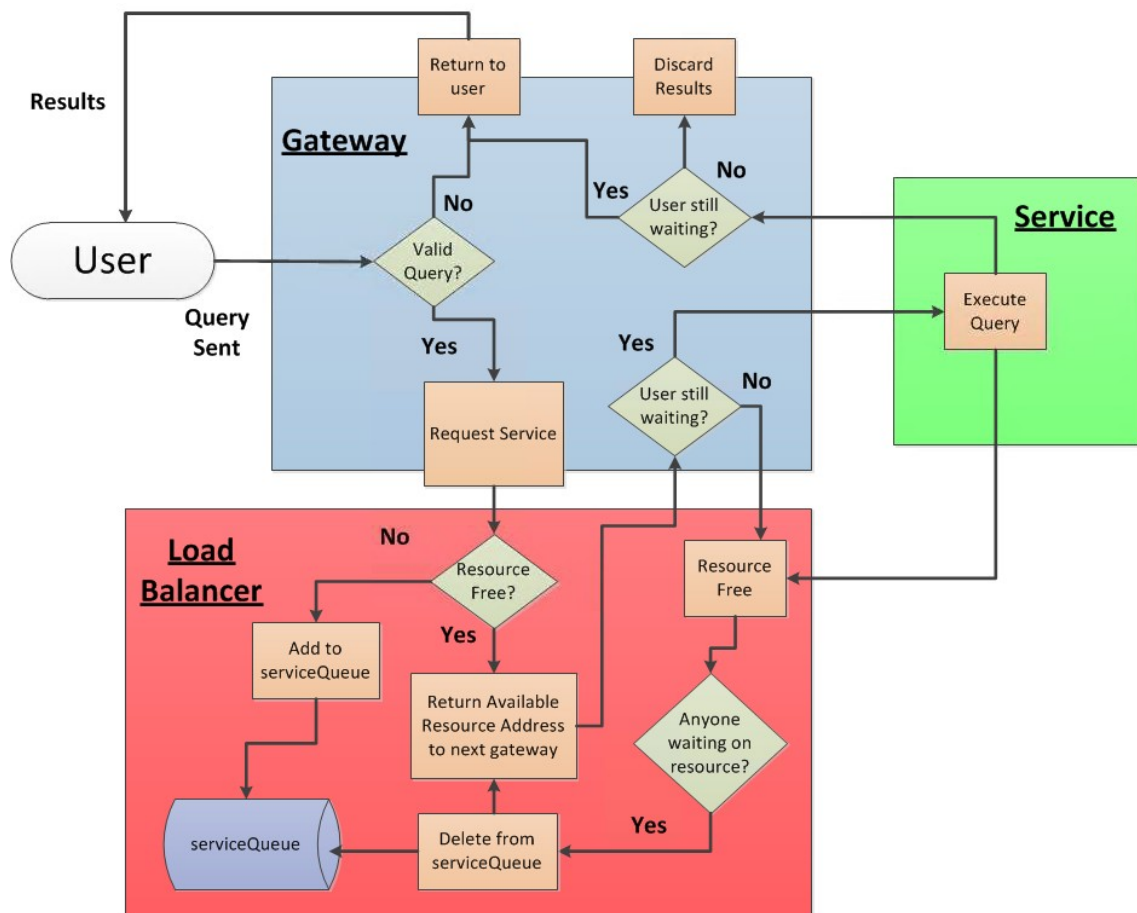 Return to
user
Discard
Results
Results
Gateway
No
Yes
No
User still
waiting?
Service
User
Valid
Query?
Query
Sent
Execute
Query
Yes
Yes
No
User still
waiting?
Request Service
No
Load
Balancer
Resource
Free?
Resource
Free
Yes
Add to
serviceQueue
Return Available
Resource Address
to next gateway
Anyone
waiting on
resource?
Yes
serviceQueue
Delete from
serviceQueue